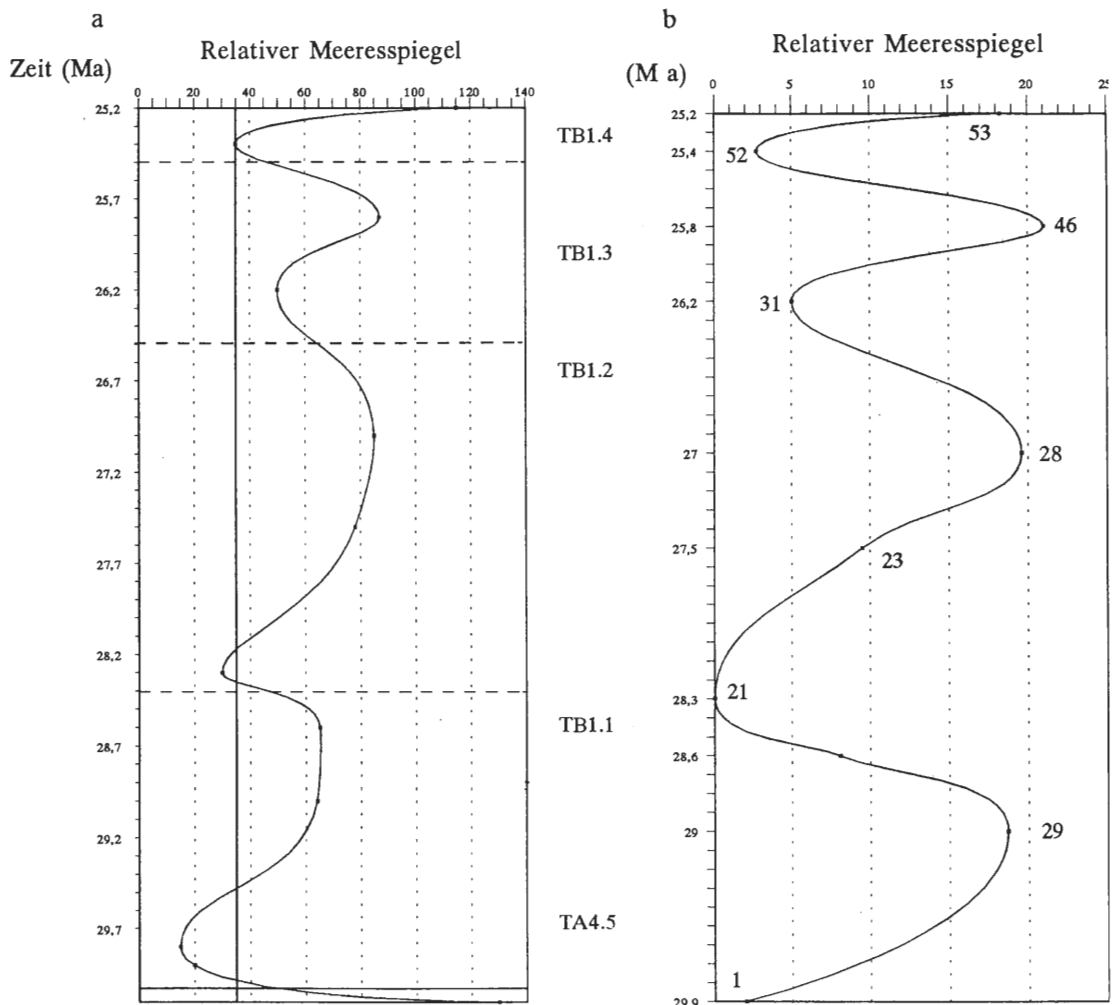 a
Relativer Meeresspiegel
Zeit (Ma)
0 20 40 60 80 100 120 140
25,2
25,7
26,2
26,7
27,2
27,7
28,2
28,7
29,2
29,7
TB1.4
TB1.3
TB1.2
TB1.1
TA4.5
b
Relativer Meeresspiegel
(M a)
0 5 10 15 20 25
25,2
25,4
25,8
26,2
27
27,5
28,3
28,6
29
29,9
53
52
46
31
28
23
21
29
1